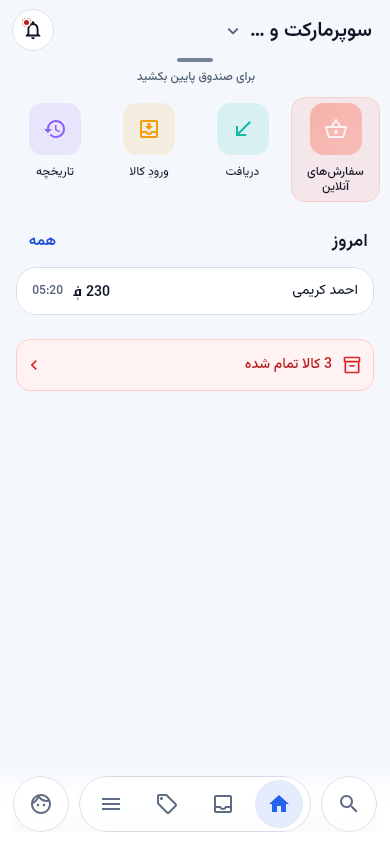 سوپرمارکت و ...
برای صندوق پایین بکشید
سفارش‌های
آنلاین
دریافت
ورودِ کالا
تاریخچه
امروز
همه
احمد کریمی
230 ؋
05:20
3 کالا تمام شده